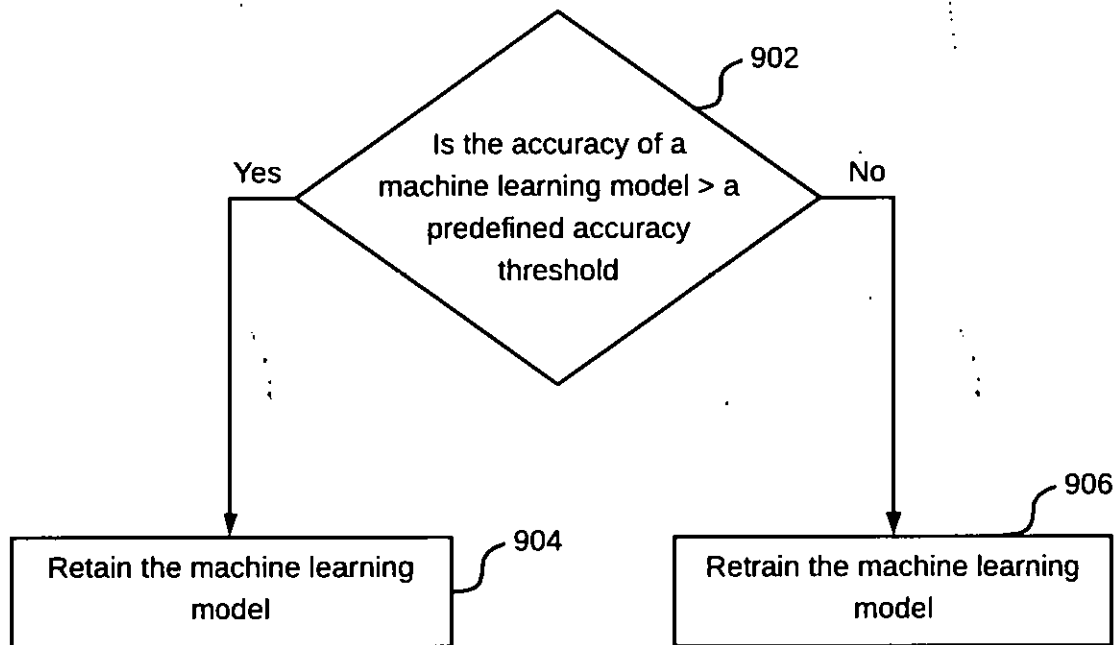 902
Is the accuracy of a
machine learning model > a
predefined accuracy
threshold
Yes
No
904
Retain the machine learning
model
906
Retrain the machine learning
model